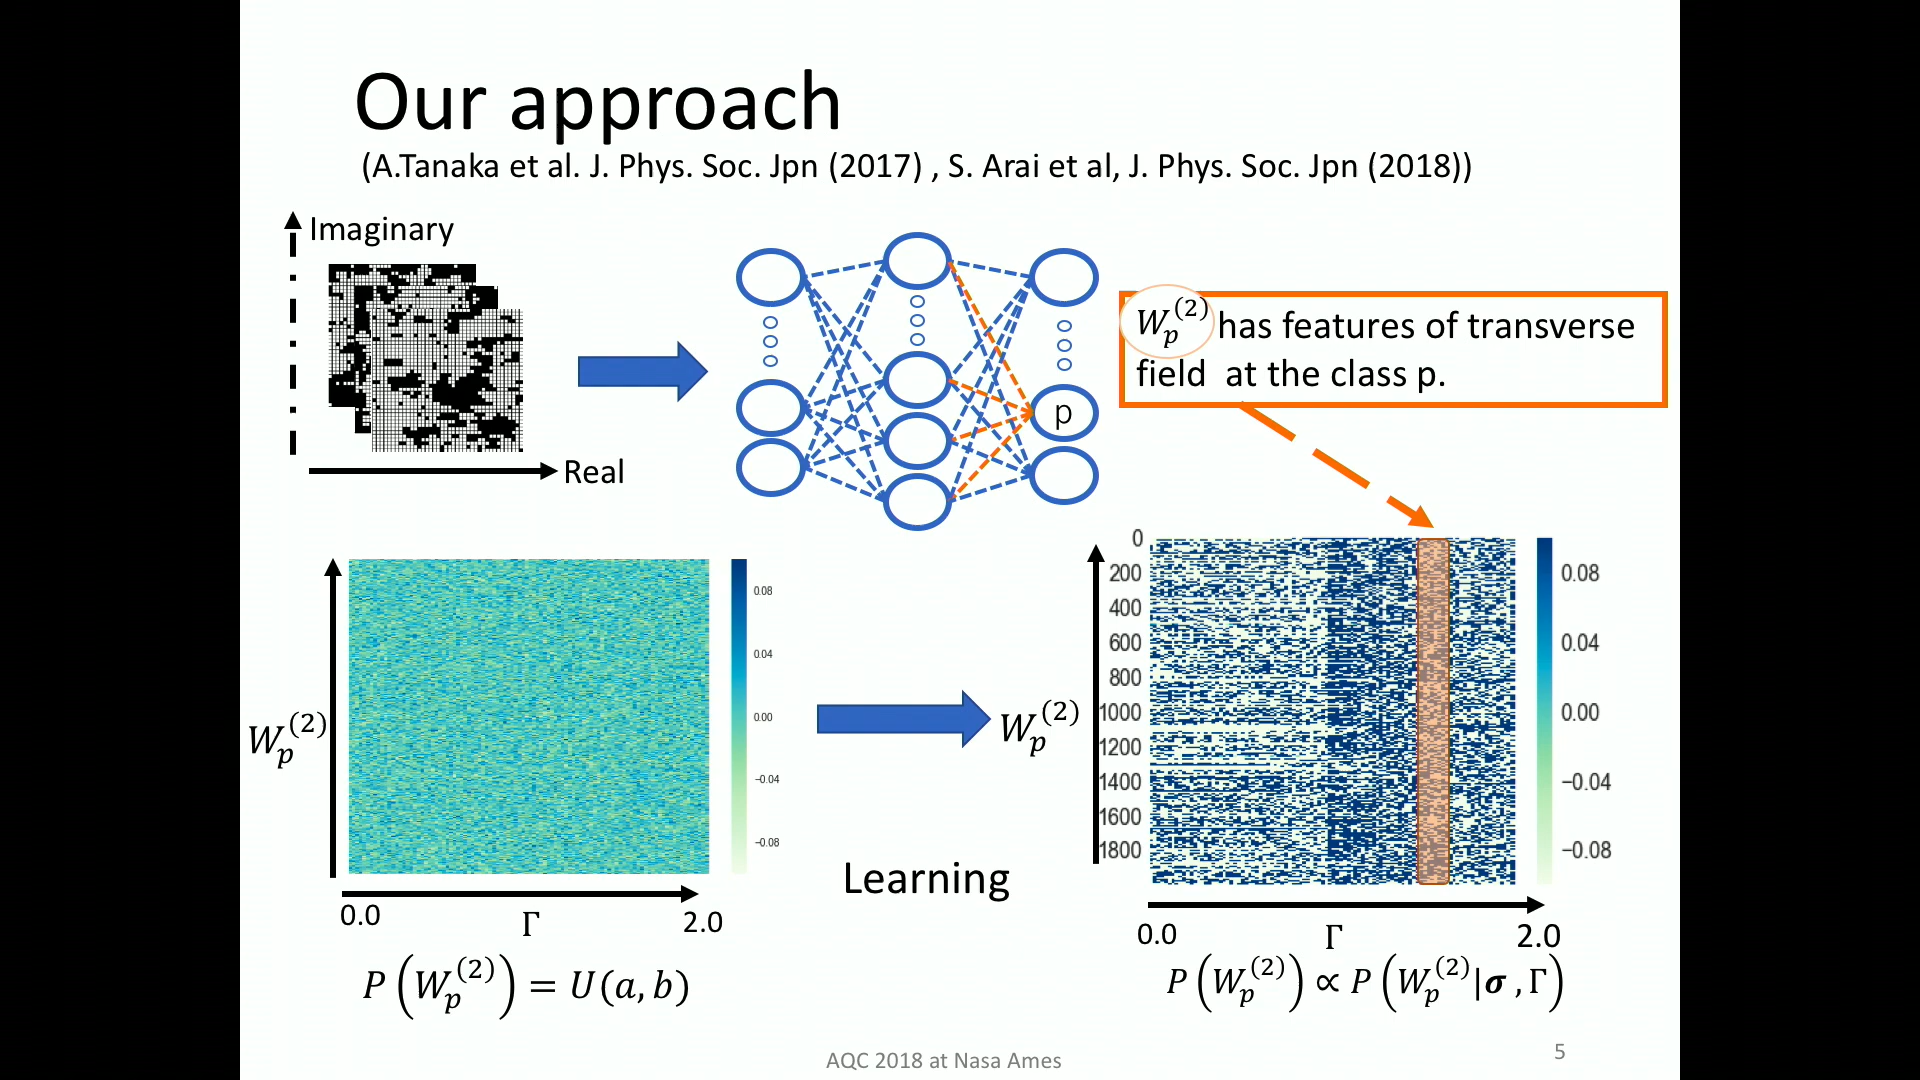 Our approach
(A.Tanaka et al. J. Phys. Soc. Jpn (2017) , S. Arai et al, J. Phys. Soc. Jpn (2018))
Imaginary
Real
p
W_p^{(2)} has features of transverse
field at the class p.
W_p^{(2)}
0.08
0.04
0.00
−0.04
−0.08
0.0
Γ
2.0
P(W_p^{(2)}) = U(a, b)
Learning
W_p^{(2)}
0
200
400
600
800
1000
1200
1400
1600
1800
0.08
0.04
0.00
−0.04
−0.08
0.0
Γ
2.0
P(W_p^{(2)}) ∝ P(W_p^{(2)}|σ , Γ)
AQC 2018 at Nasa Ames
5